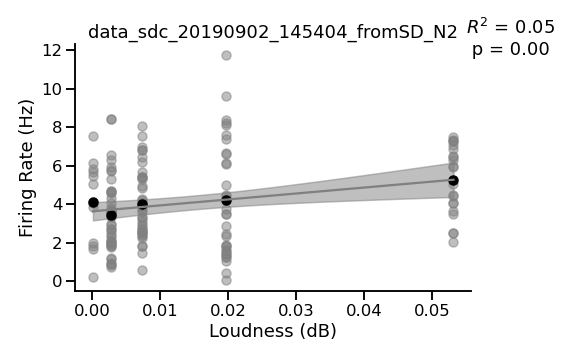 data_sdc_20190902_145404_fromSD_N2
R² = 0.05
p = 0.00
Firing Rate (Hz)
12
10
8
6
4
2
0
0.00 0.01 0.02 0.03 0.04 0.05
Loudness (dB)